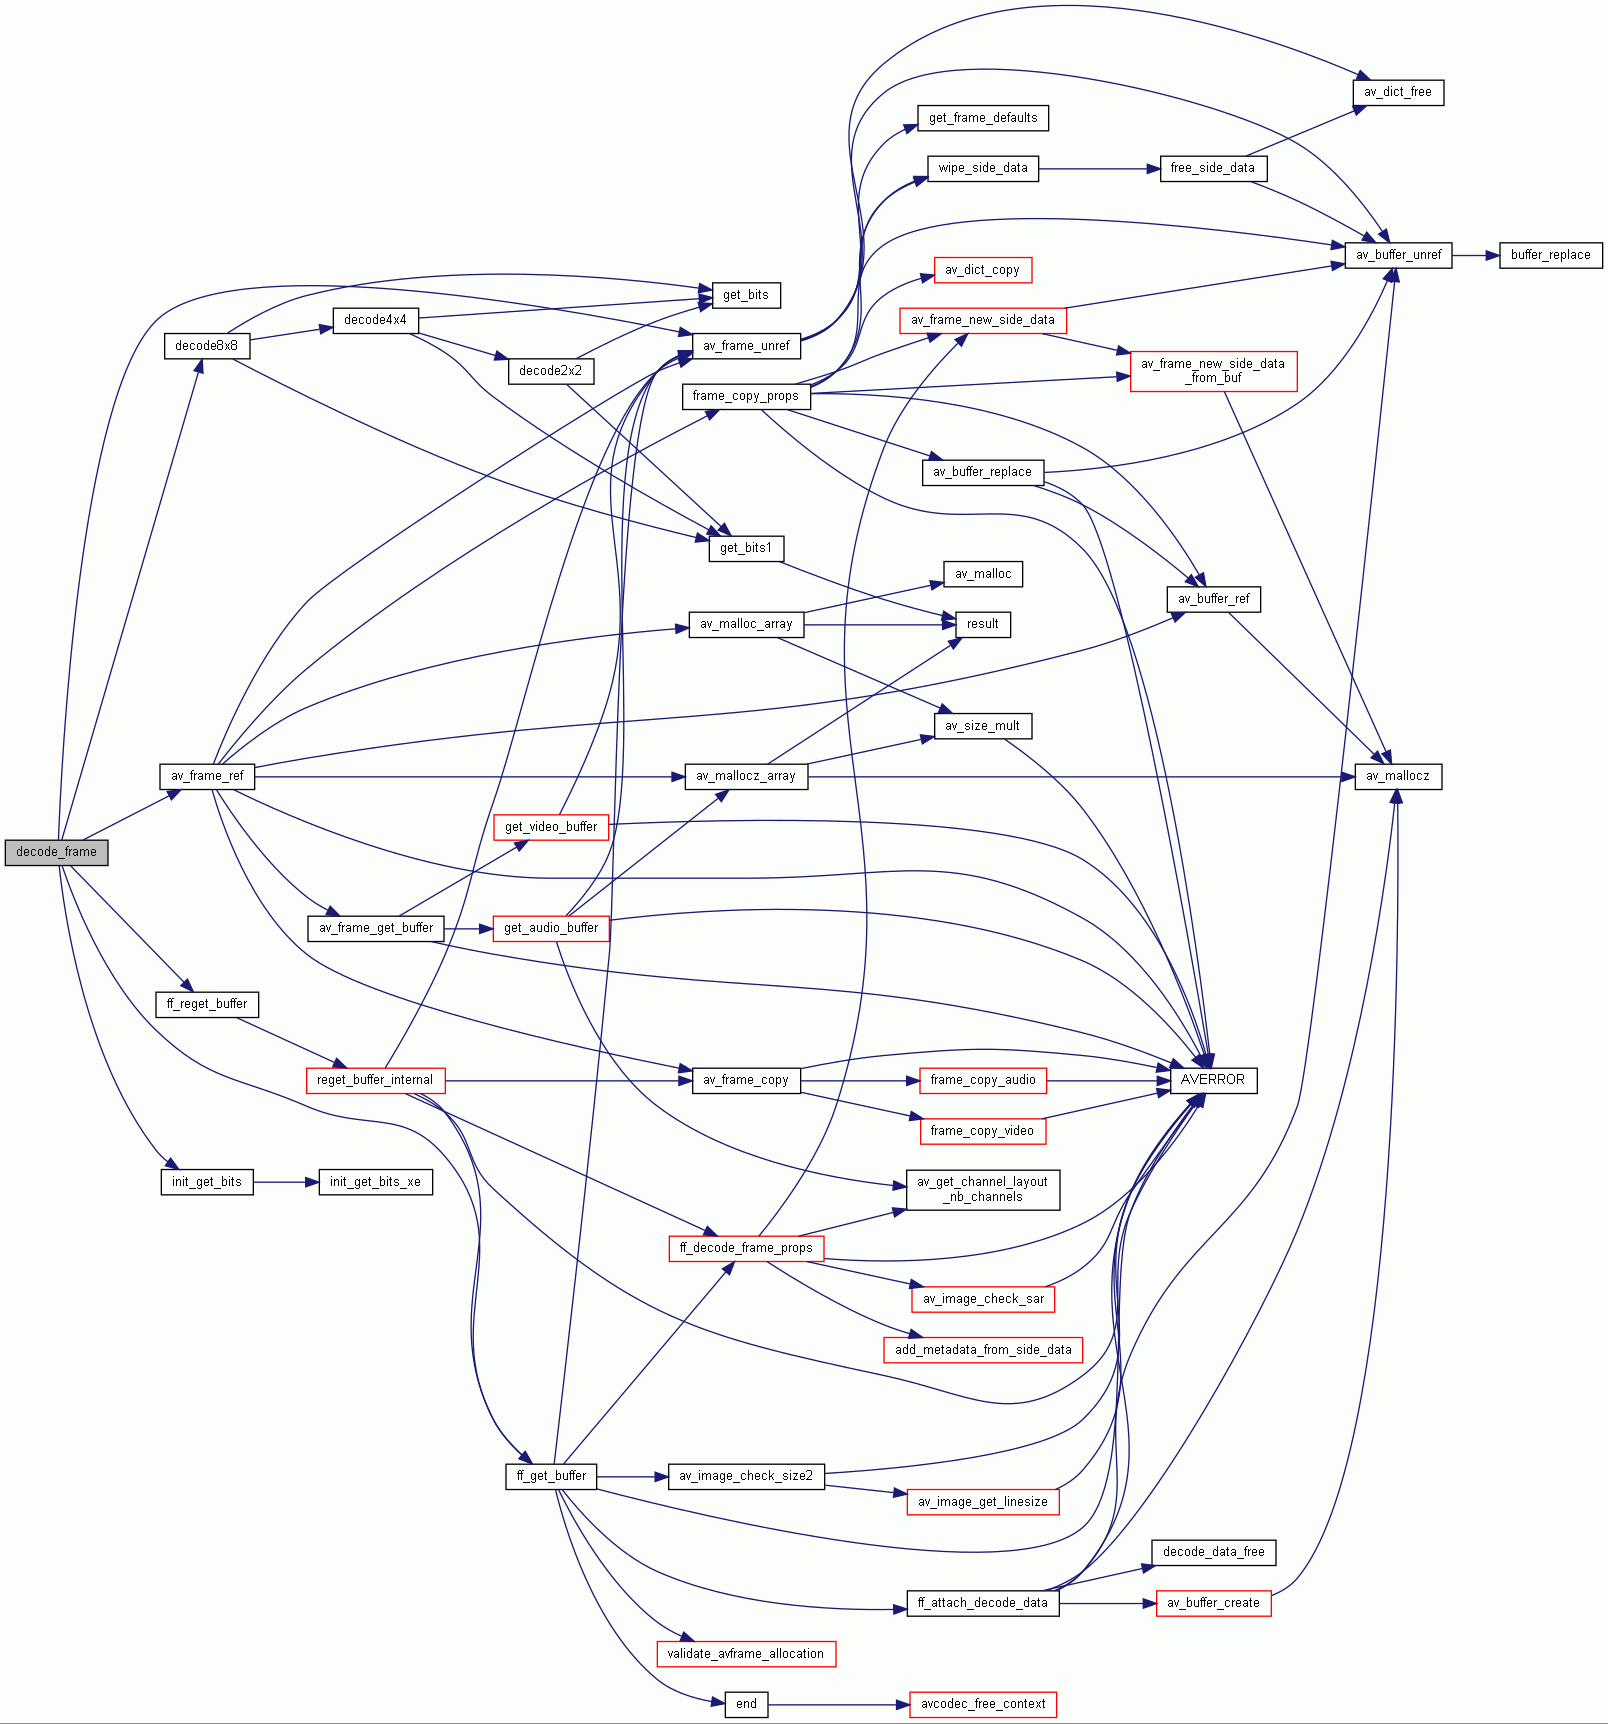 av_dict_free
get_frame_defaults
wipe_side_data
free_side_data
av_buffer_unref
buffer_replace
av_dict_copy
get_bits
decode4x4
av_frame_new_side_data
decode8x8
av_frame_unref
decode2x2
av_frame_new_side_data
_from_buf
frame_copy_props
av_buffer_replace
get_bits1
av_malloc
av_buffer_ref
av_malloc_array
result
av_size_mult
av_frame_ref
av_mallocz_array
av_mallocz
get_video_buffer
decode_frame
av_frame_get_buffer
get_audio_buffer
ff_reget_buffer
reget_buffer_internal
av_frame_copy
frame_copy_audio
AVERROR
frame_copy_video
init_get_bits
init_get_bits_xe
av_get_channel_layout
_nb_channels
ff_decode_frame_props
av_image_check_sar
add_metadata_from_side_data
ff_get_buffer
av_image_check_size2
av_image_get_linesize
decode_data_free
ff_attach_decode_data
av_buffer_create
validate_avframe_allocation
end
avcodec_free_context